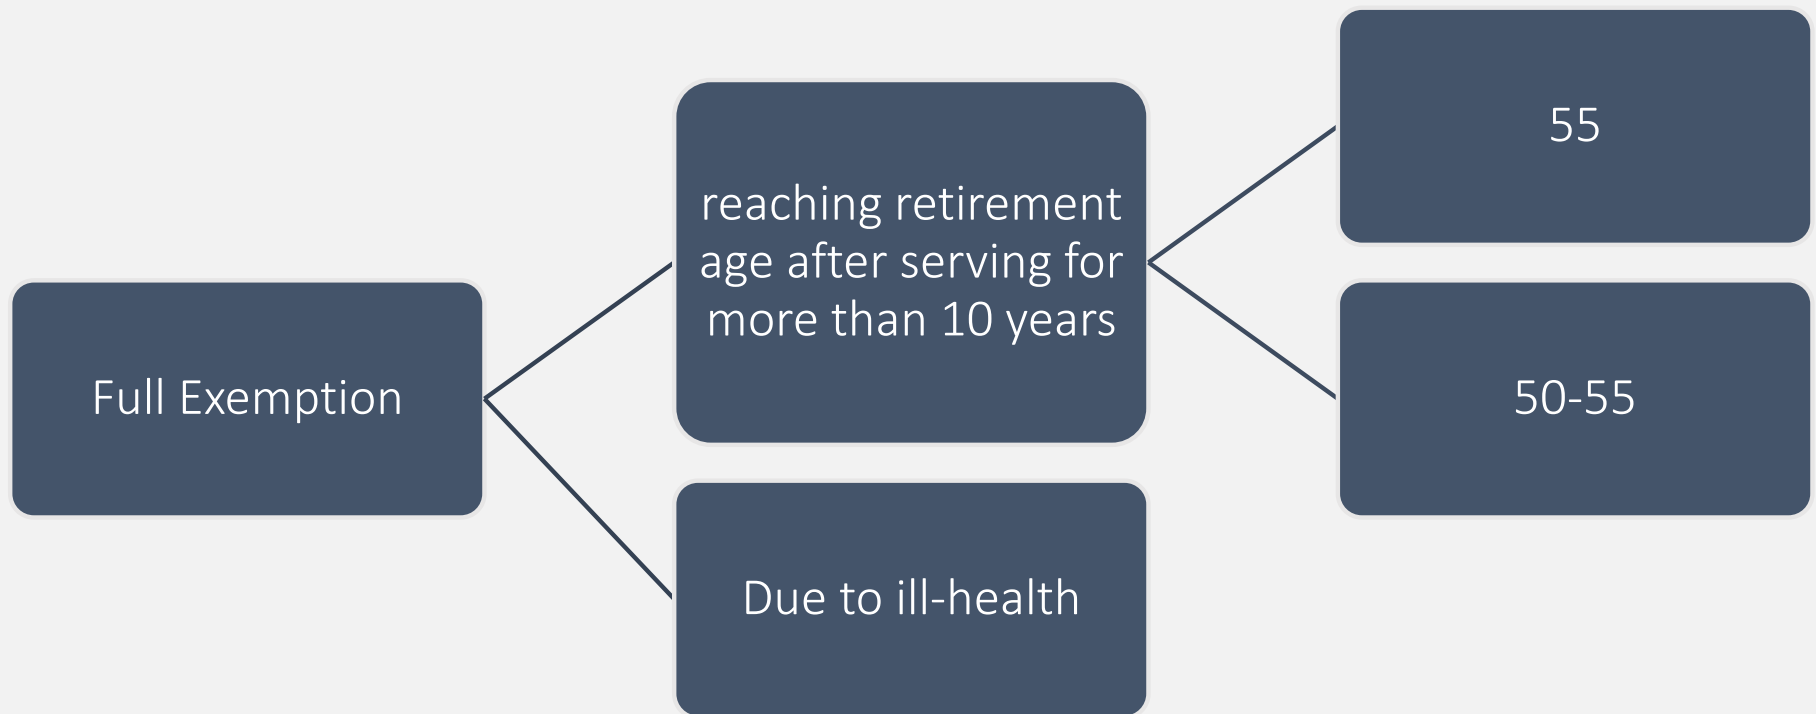 Full Exemption
reaching retirement
age after serving for
more than 10 years
Due to ill-health
55
50-55